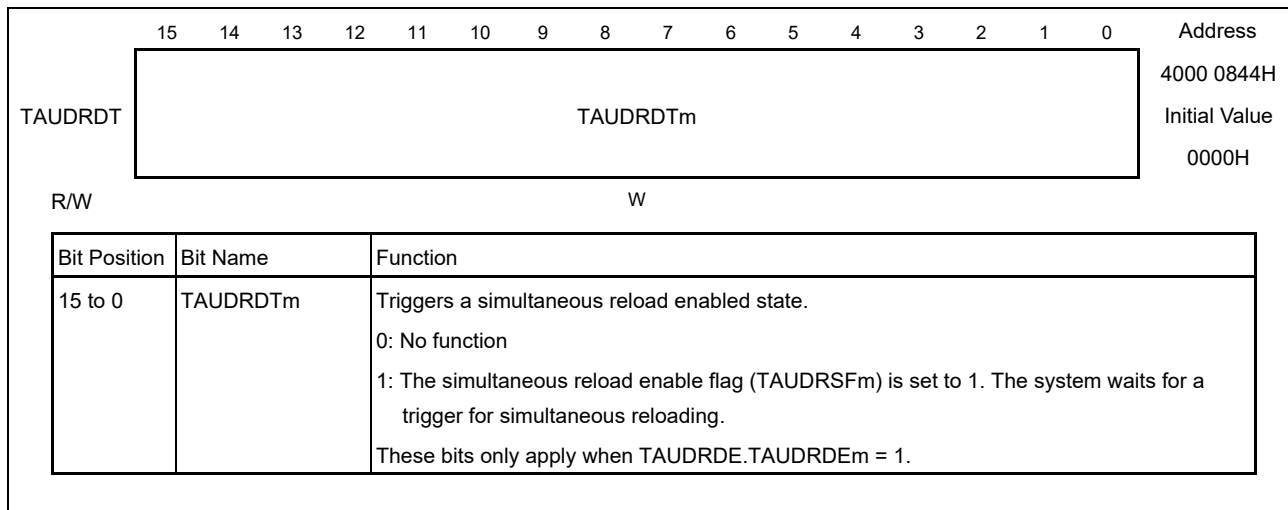 15 14 13 12 11 10 9 8 7 6 5 4 3 2 1 0 Address
4000 0844H
TAUDRDT TAUDRDTm Initial Value
0000H
R/W W
Bit Position Bit Name Function
15 to 0 TAUDRDTm Triggers a simultaneous reload enabled state.
0: No function
1: The simultaneous reload enable flag (TAUDRSFm) is set to 1. The system waits for a
trigger for simultaneous reloading.
These bits only apply when TAUDRDE.TAUDRDEm = 1.